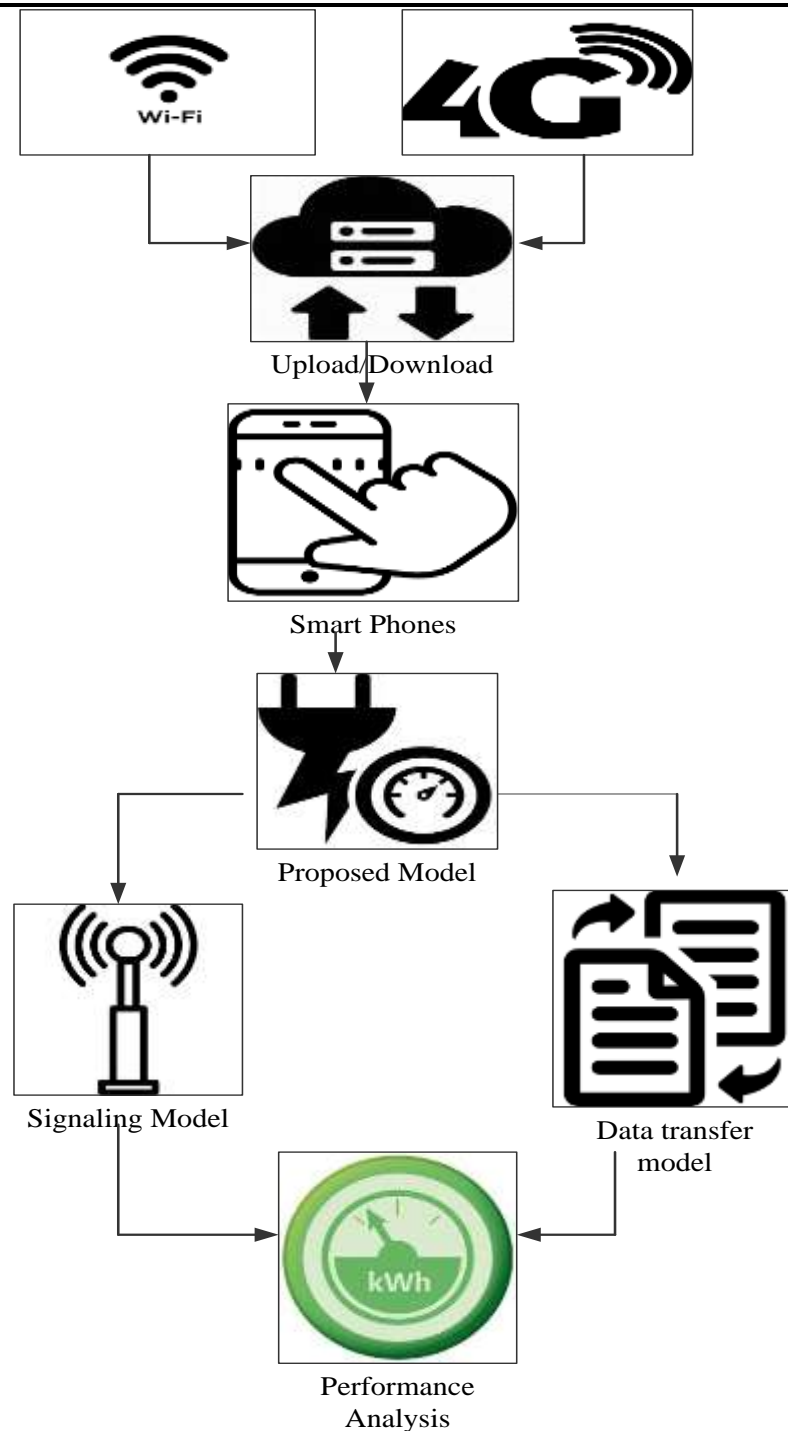 Wi-Fi
4G
Upload/Download
Smart Phones
Proposed Model
Signaling Model
Data transfer
model
kWh
Performance
Analysis